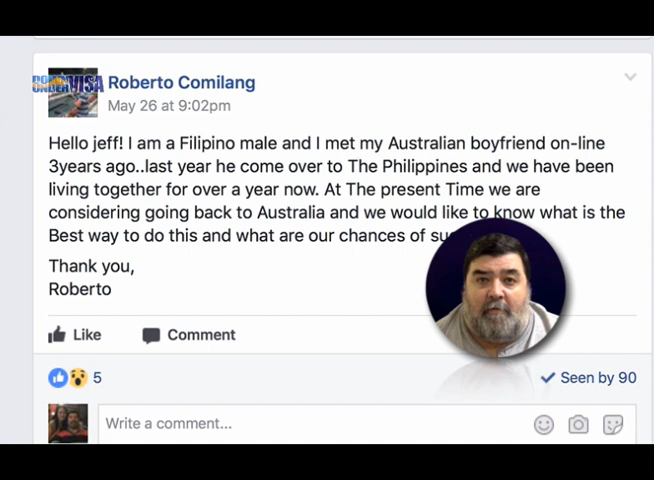 DOWN
UNDER VISA
Roberto Comilang
May 26 at 9:02pm
Hello jeff! I am a Filipino male and I met my Australian boyfriend on-line
3years ago..last year he come over to The Philippines and we have been
living together for over a year now. At The present Time we are
considering going back to Australia and we would like to know what is the
Best way to do this and what are our chances of
Thank you,
Roberto
Like Comment
5 Seen by 90
Write a comment...